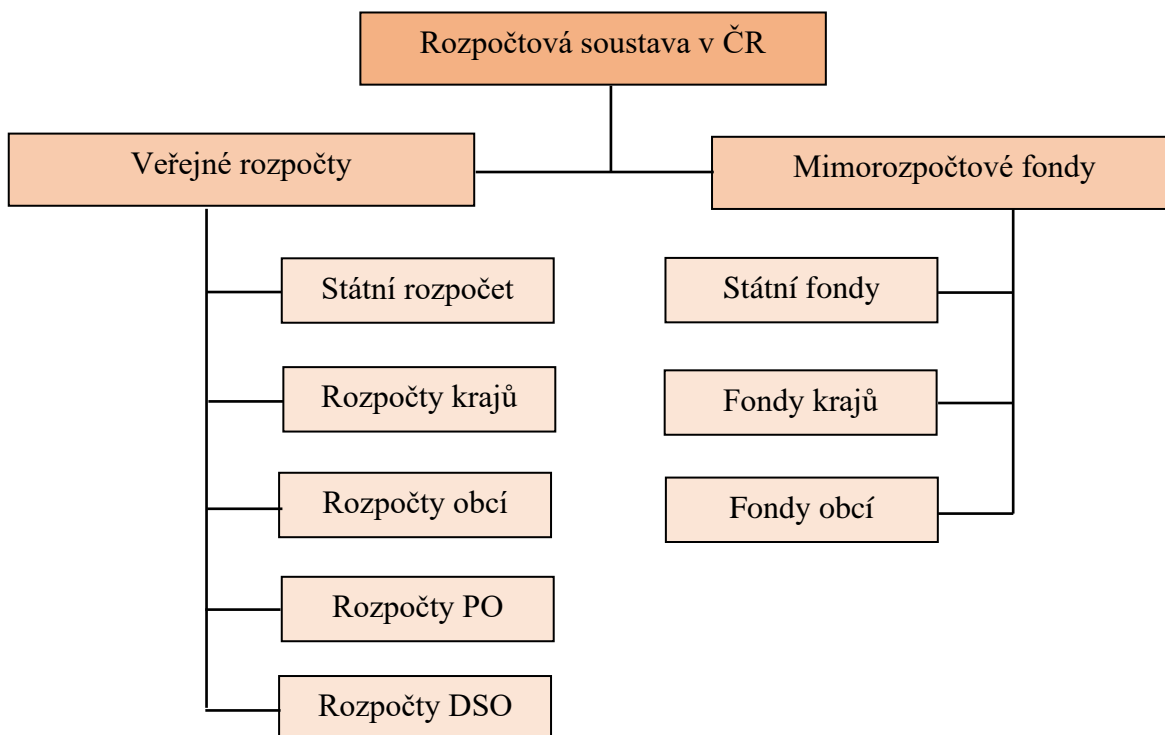 Rozpočtová soustava v ČR
Veřejné rozpočty
Mimorozpočtové fondy
Státní rozpočet
Státní fondy
Rozpočty krajů
Fondy krajů
Rozpočty obcí
Fondy obcí
Rozpočty PO
Rozpočty DSO